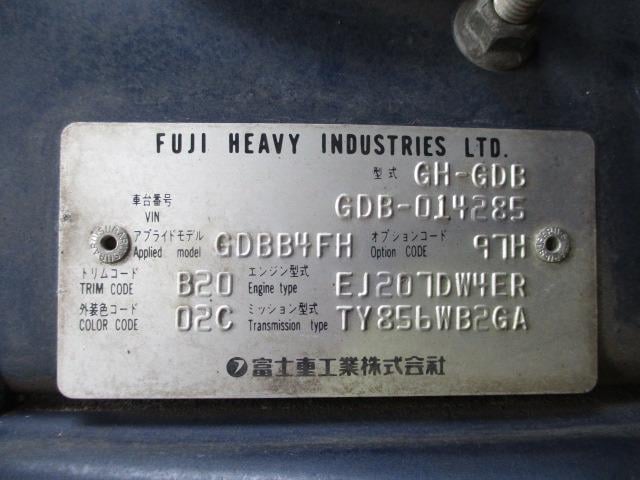 FUJI HEAVY INDUSTRIES LTD.
型式 GH-GDB
車台番号 VIN GDB-014285
アプライドモデル Applied model GDBB4FH オプションコード Option CODE 97H
トリムコード TRIM CODE B20 エンジン型式 Engine type EJ207DW4ER
外装色コード COLOR CODE 02C ミッション型式 Transmission type TY856WB2GA
フ 富士重工業株式会社